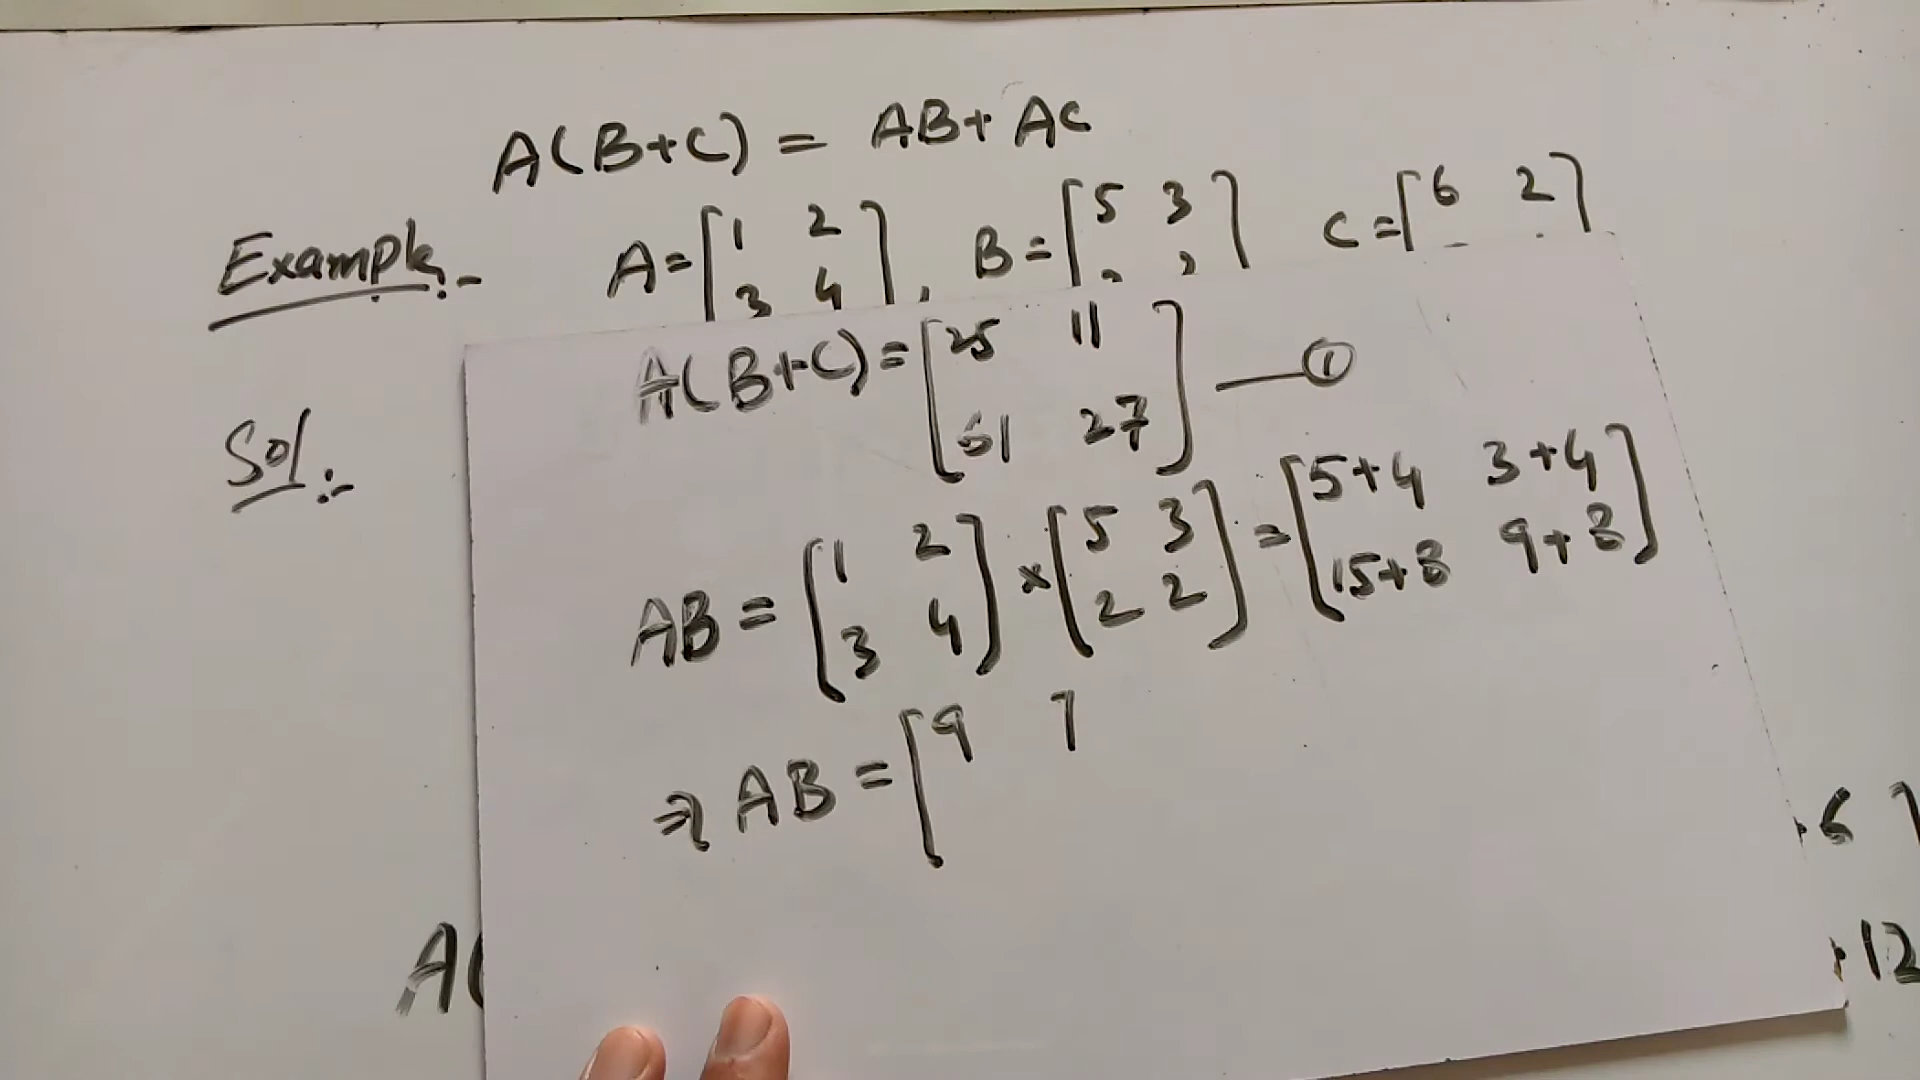 A(B+C) = AB+ AC
Example:- A=[1 2 3 4], B=[5 3 C=[6 2]
Sol:-
A(B+C)=[25 11 61 27] —①
AB=[1 2 3 4]×[5 3 2 2]=[5+4 3+4 15+8 9+8]
⇒ AB=[9 7
6]
A(
12